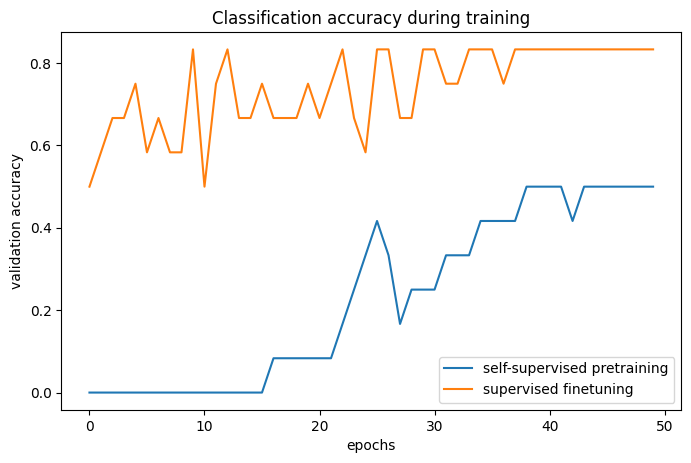 Classification accuracy during training
validation accuracy
0.8
0.6
0.4
0.2
0.0
0 10 20 30 40 50
epochs
self-supervised pretraining
supervised finetuning